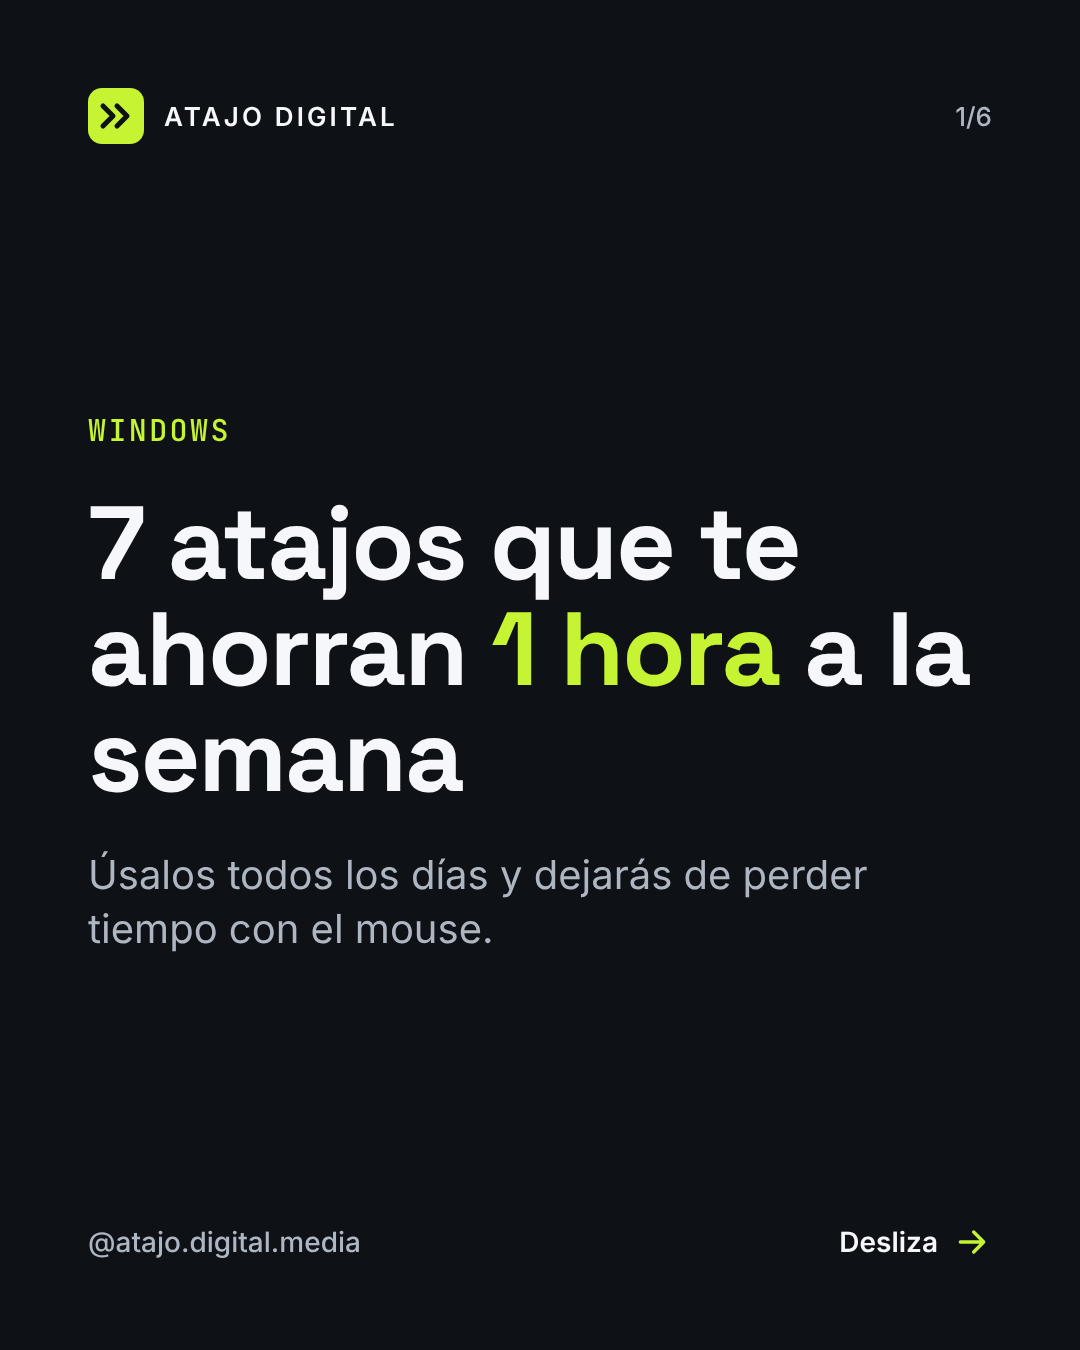 ATAJO DIGITAL
1/6
WINDOWS
7 atajos que te
ahorran 1 hora a la
semana
Úsalos todos los días y dejarás de perder
tiempo con el mouse.
@atajo.digital.media
Desliza →